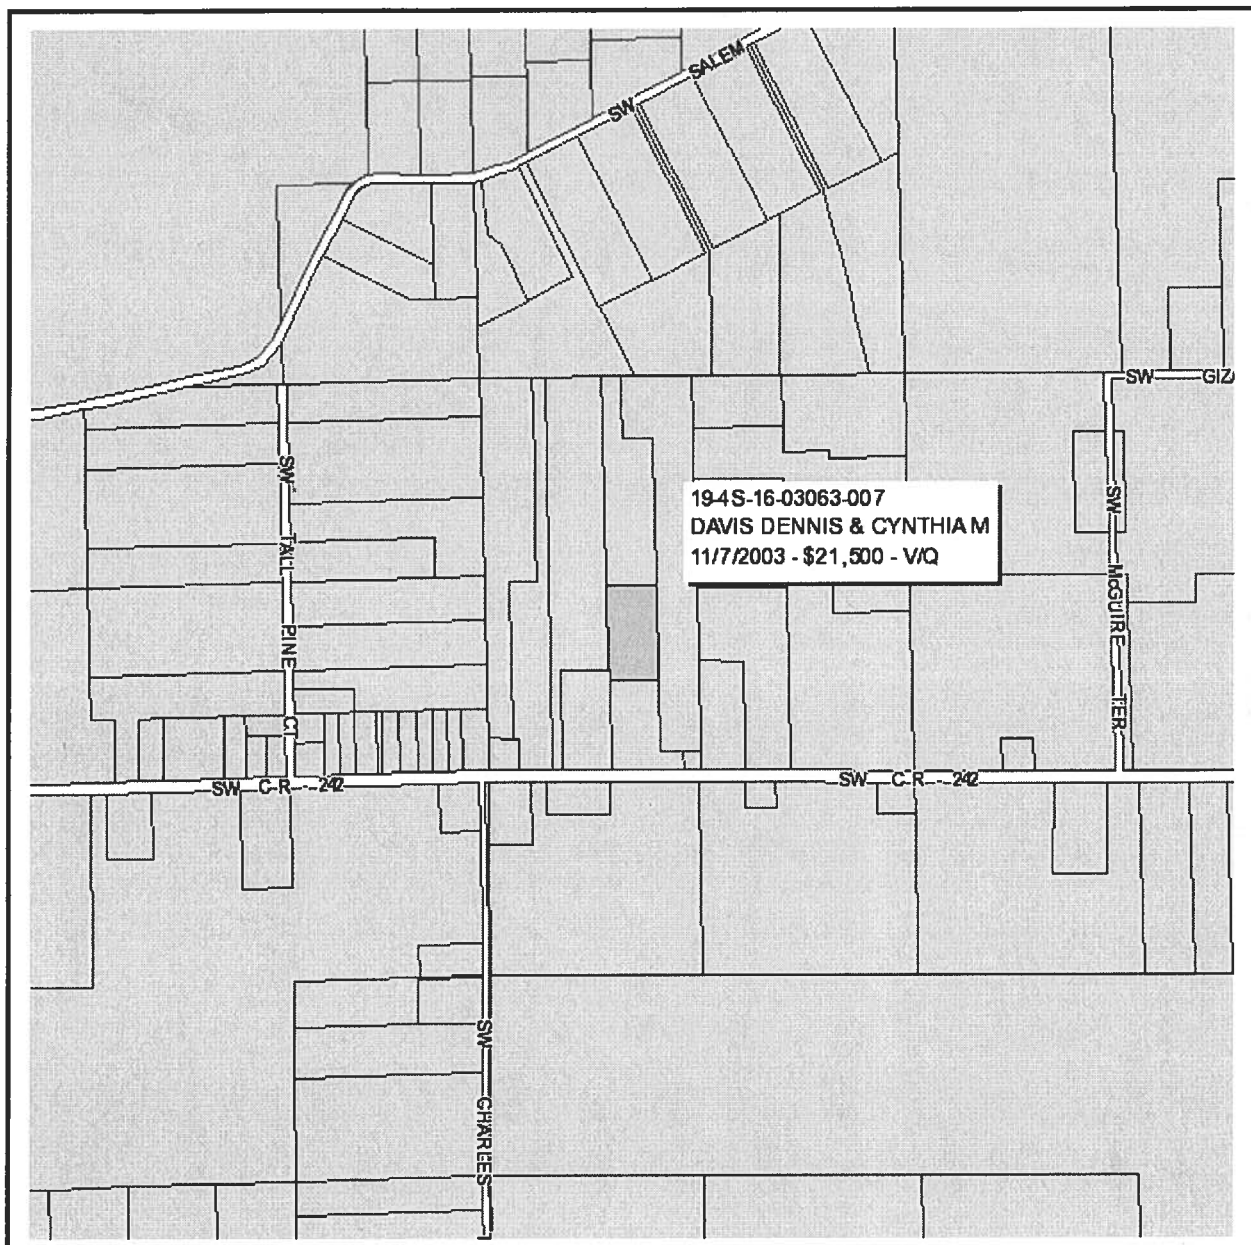 SW SALEM
SW GIZ
SW TALL PINE CT
19-4S-16-03063-007
DAVIS DENNIS & CYNTHIA M
11/7/2003 - $21,500 - V/Q
SW McGUIRE TER
SW C-R---242
SW C-R---242
SW CHARLES